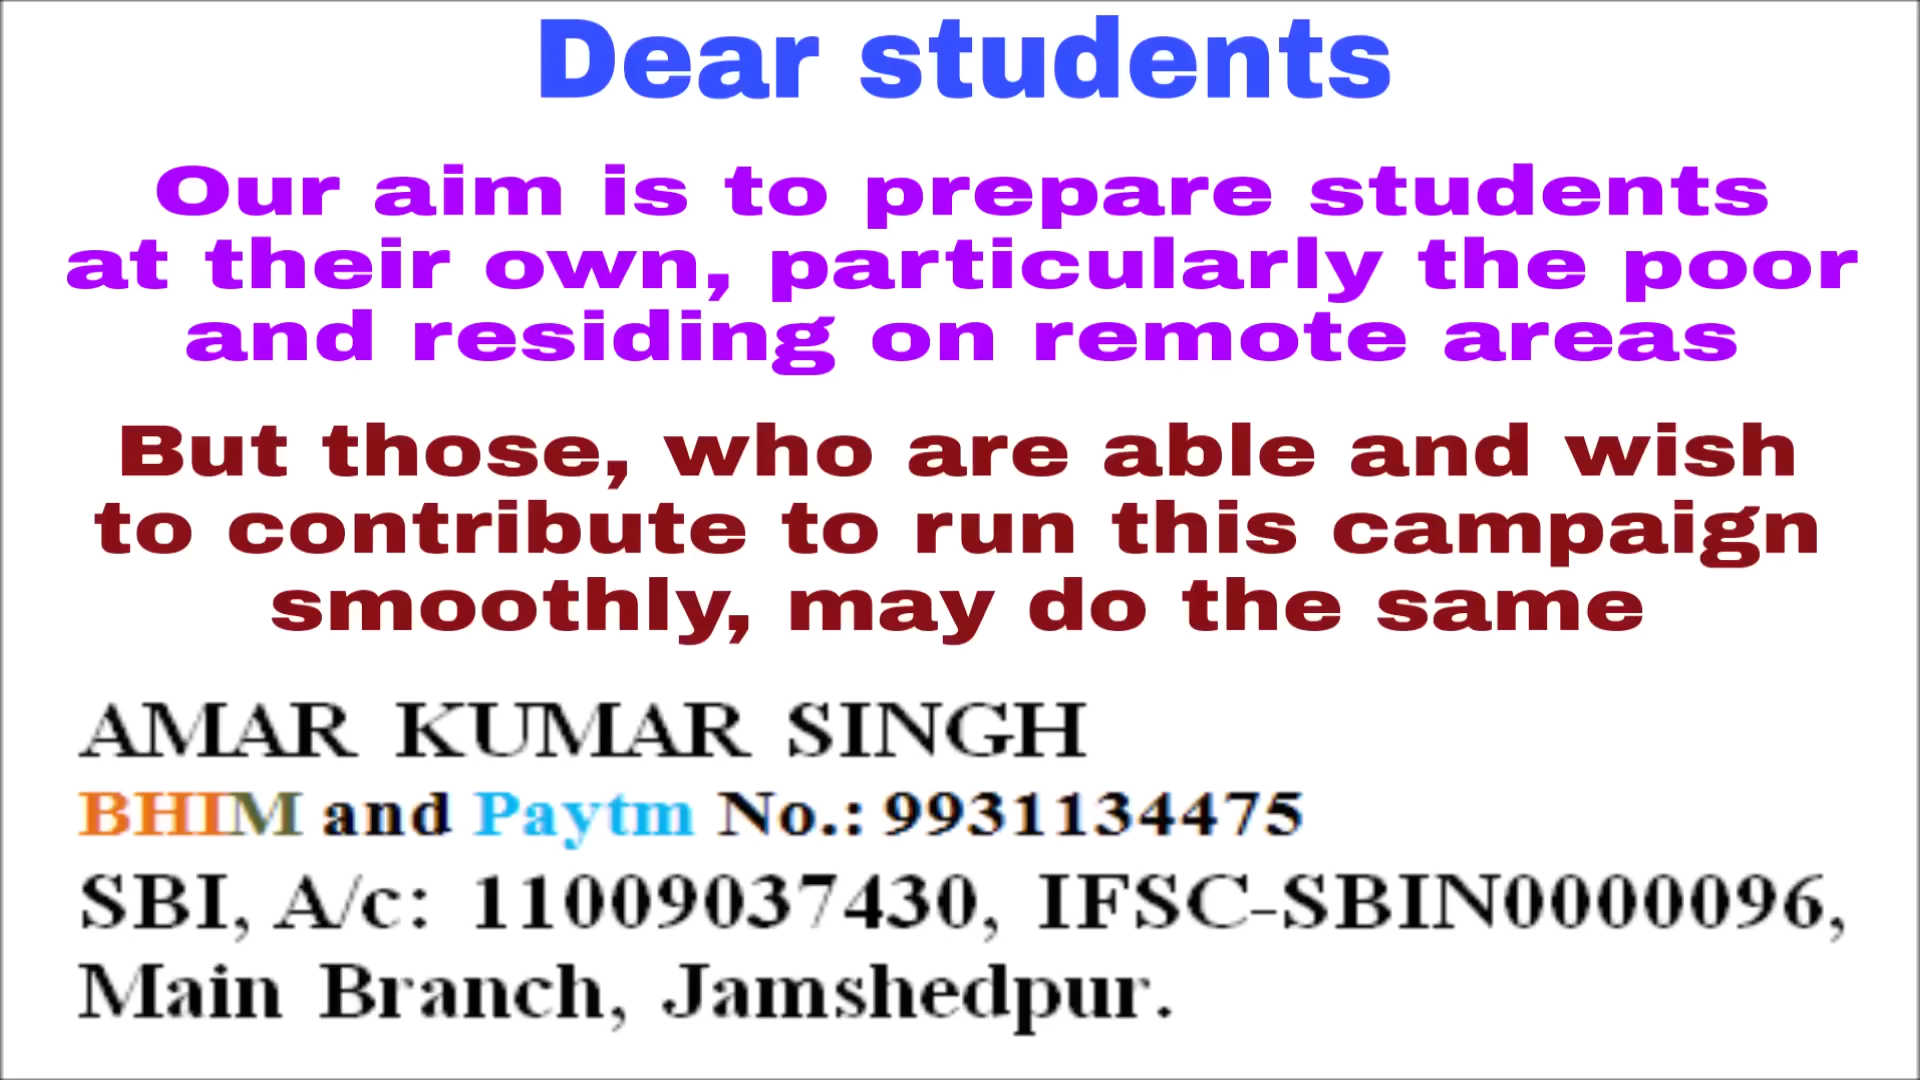 Dear students
Our aim is to prepare students
at their own, particularly the poor
and residing on remote areas
But those, who are able and wish
to contribute to run this campaign
smoothly, may do the same
AMAR KUMAR SINGH
BHIM and Paytm No.: 9931134475
SBI, A/c: 11009037430, IFSC-SBIN0000096,
Main Branch, Jamshedpur.